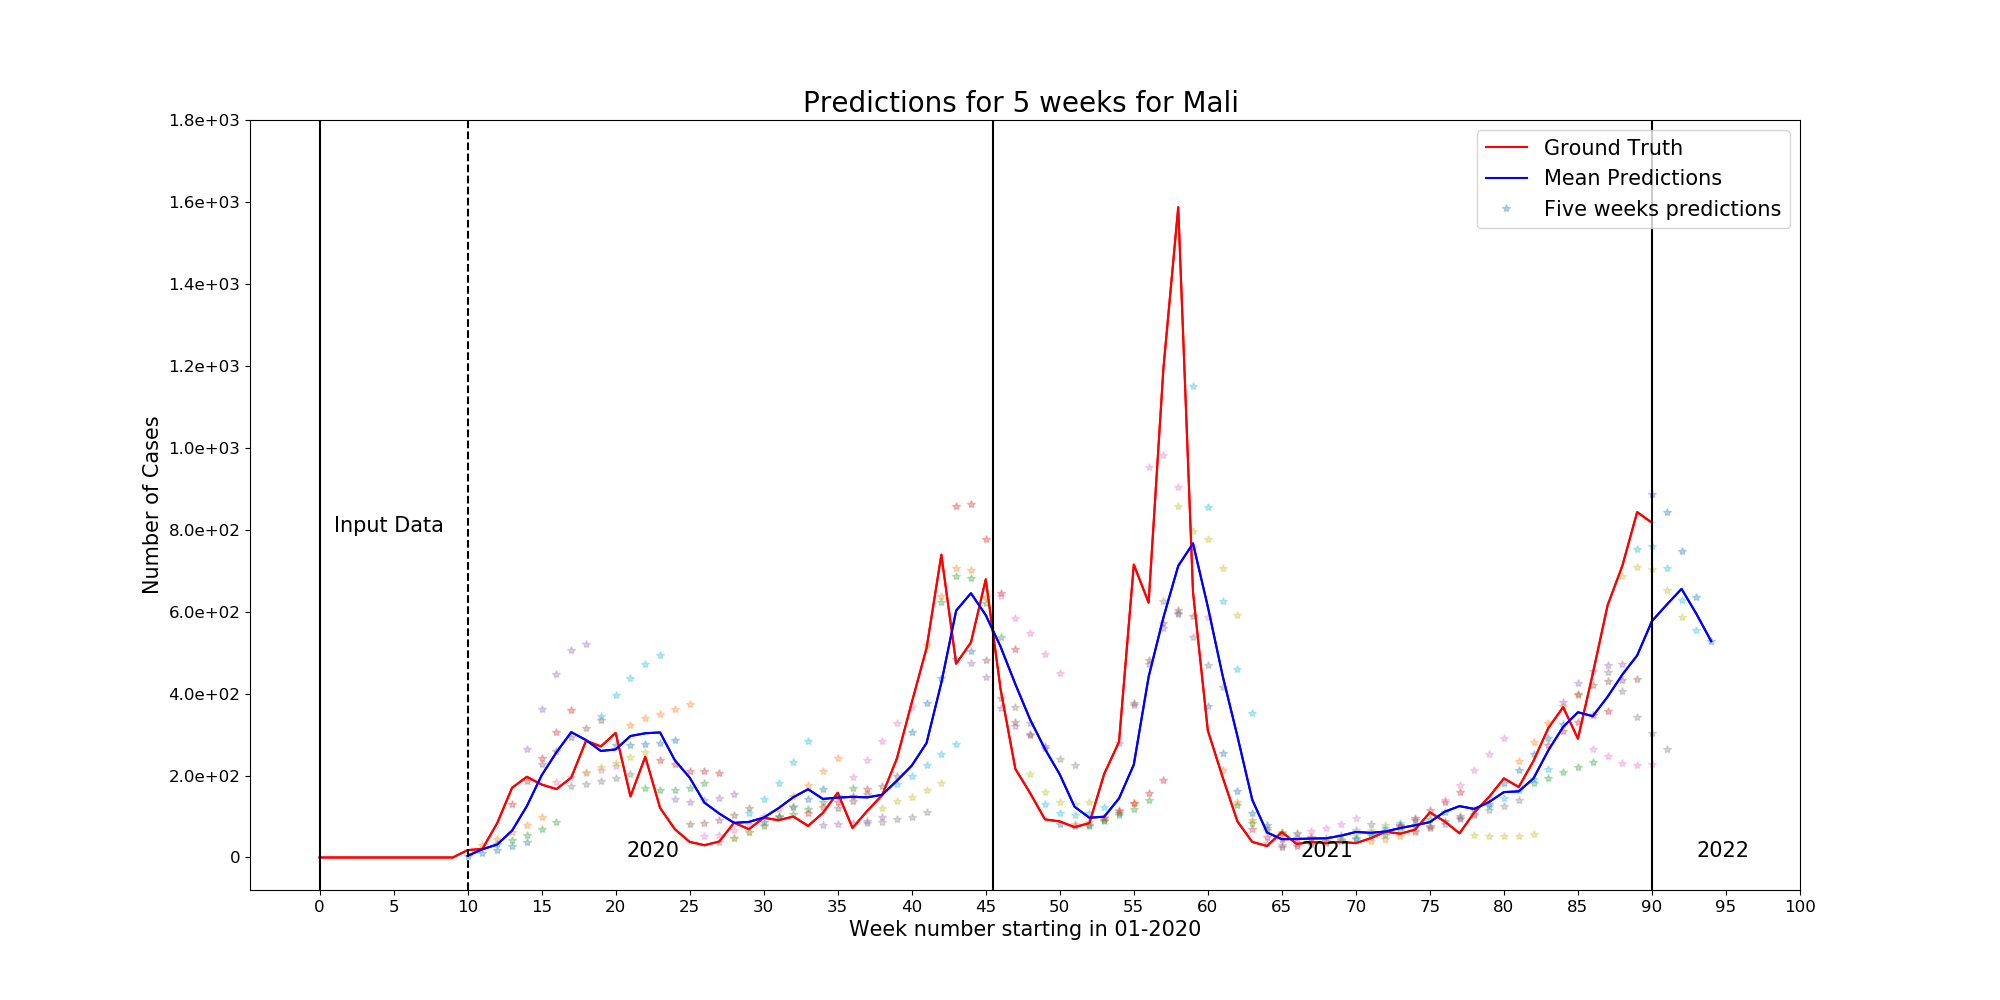 Predictions for 5 weeks for Mali
1.8e+03
1.6e+03
1.4e+03
1.2e+03
1.0e+03
8.0e+02
6.0e+02
4.0e+02
2.0e+02
0
Number of Cases
Ground Truth
Mean Predictions
Five weeks predictions
Input Data
2020
2021
2022
0 5 10 15 20 25 30 35 40 45 50 55 60 65 70 75 80 85 90 95 100
Week number starting in 01-2020